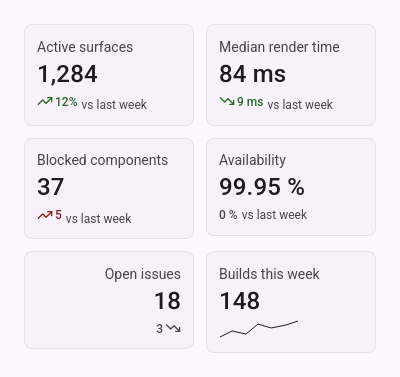 Active surfaces
1,284
12% vs last week
Median render time
84 ms
9 ms vs last week
Blocked components
37
5 vs last week
Availability
99.95 %
0 % vs last week
Open issues
18
3
Builds this week
148